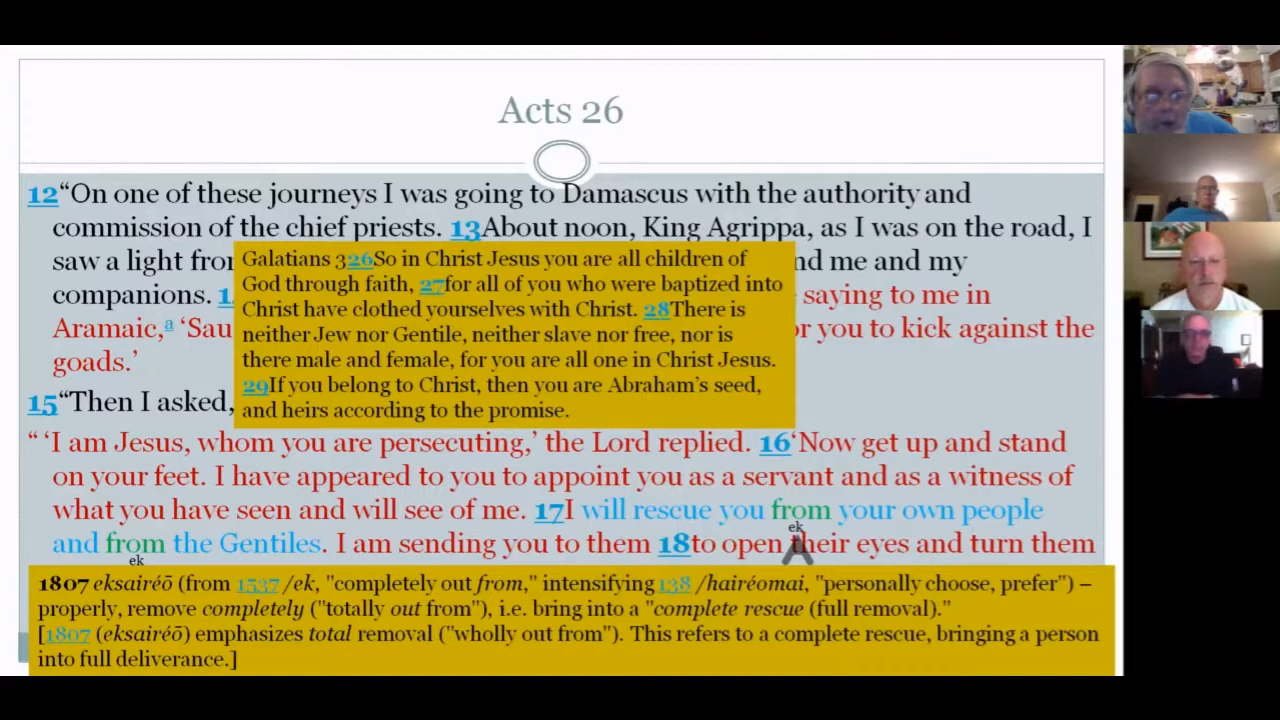 Acts 26
12“On one of these journeys I was going to Damascus with the authority and
commission of the chief priests. 13About noon, King Agrippa, as I was on the road, I
saw a light from
nd me and my
companions. 1
saying to me in
Aramaic,a ‘Sau
or you to kick against the
goads.’
Galatians 326So in Christ Jesus you are all children of
God through faith, 27for all of you who were baptized into
Christ have clothed yourselves with Christ. 28There is
neither Jew nor Gentile, neither slave nor free, nor is
there male and female, for you are all one in Christ Jesus.
29If you belong to Christ, then you are Abraham’s seed,
and heirs according to the promise.
15“Then I asked,
“ ‘I am Jesus, whom you are persecuting,’ the Lord replied. 16‘Now get up and stand
on your feet. I have appeared to you to appoint you as a servant and as a witness of
what you have seen and will see of me. 17I will rescue you from your own people
ek
and from the Gentiles. I am sending you to them 18to open their eyes and turn them
ek
1807 eksairéō (from 1537/ek, "completely out from," intensifying 138/hairéomai, "personally choose, prefer") –
properly, remove completely ("totally out from"), i.e. bring into a "complete rescue (full removal)."
[1807 (eksairéō) emphasizes total removal ("wholly out from"). This refers to a complete rescue, bringing a person
into full deliverance.]